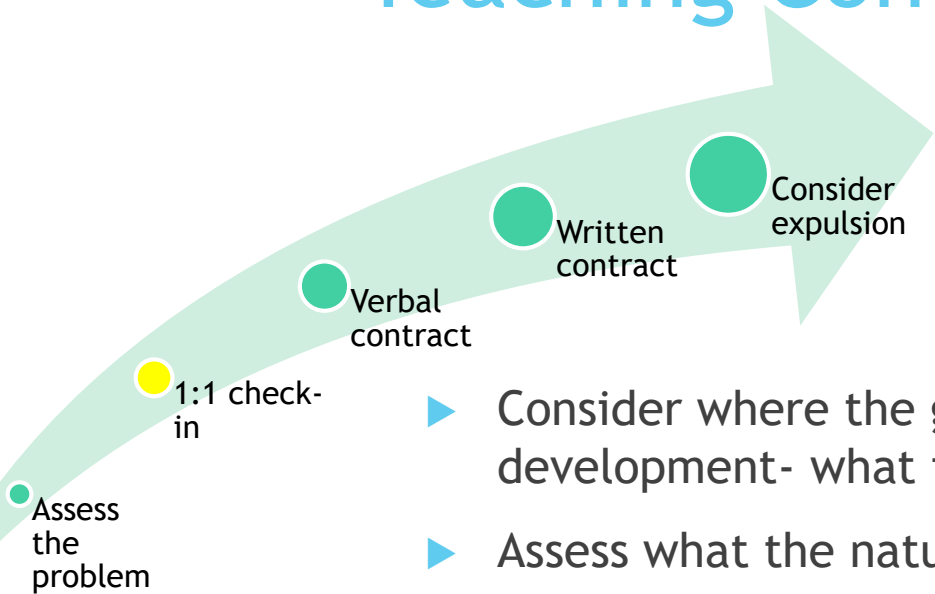 Teaching
Consider
expulsion
Written
contract
Verbal
contract
1:1 check-
in
Assess
the
problem
Consider where the
development- what
Assess what the